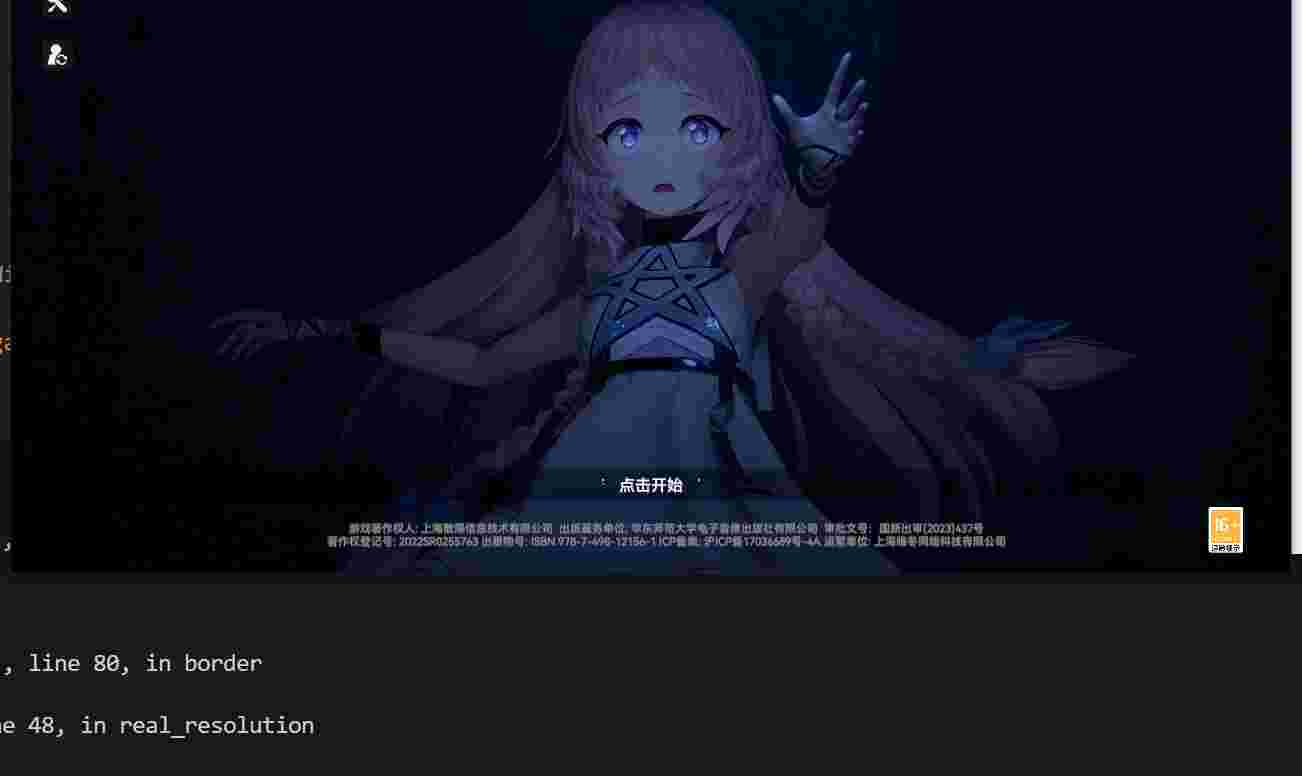 点击开始
游戏著作权人: 上海散爆信息技术有限公司 出版服务单位: 华东师范大学电子音像出版社有限公司 审批文号: 国新出审(2023)437号
著作权登记号: 2022SR0255763 出版物号: ISBN 978-7-498-12156-1 ICP备案: 沪ICP备17036689号-4A 运营单位: 上海暗冬网络科技有限公司
16+
, line 80, in border
e 48, in real_resolution